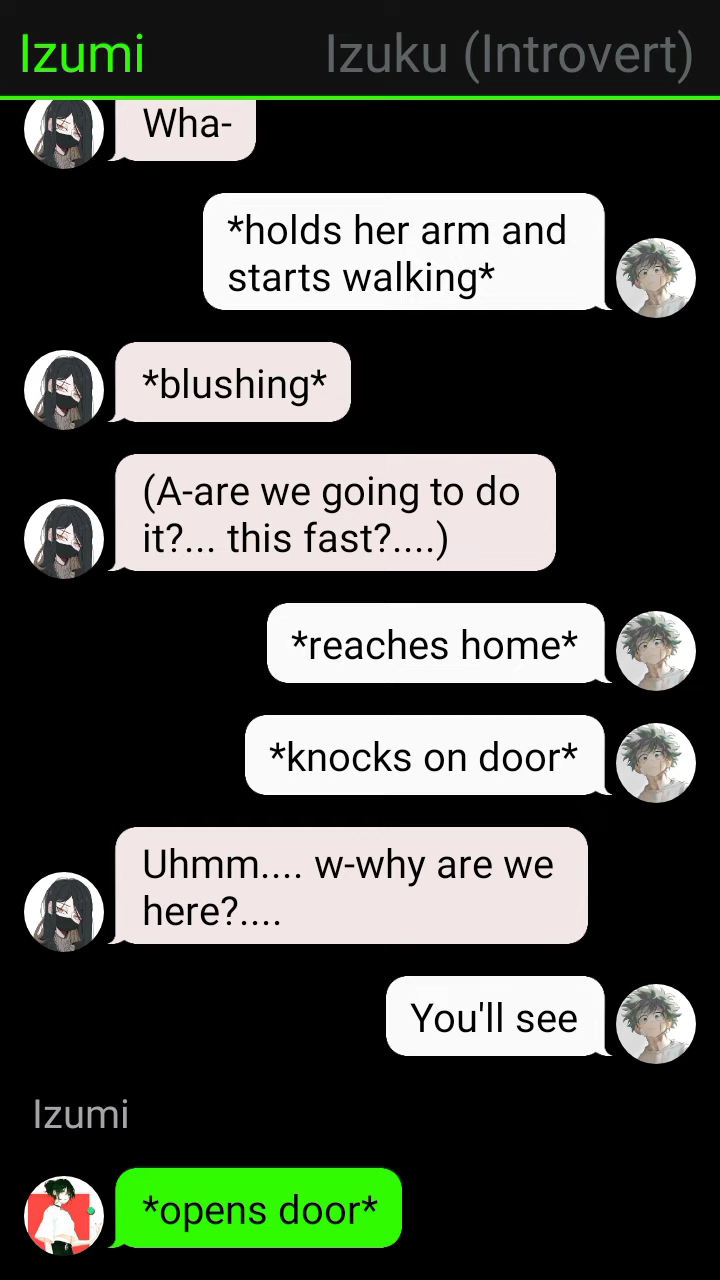 Izumi Izuku (Introvert)
Wha-
*holds her arm and
starts walking*
*blushing*
(A-are we going to do
it?... this fast?....)
*reaches home*
*knocks on door*
Uhmm.... w-why are we
here?....
You'll see
Izumi
*opens door*